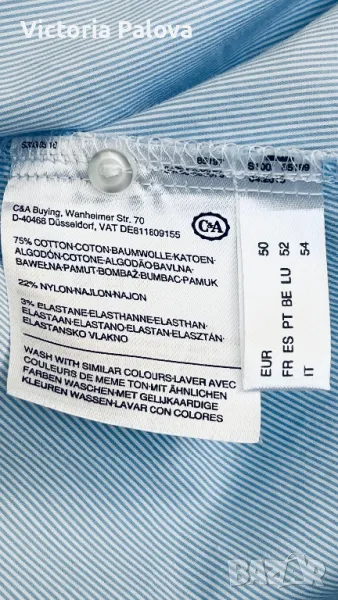 Victoria Palova
C&A Buying, Wanheimer Str. 70
D-40468 Düsseldorf, VAT DE811609155
C&A
75% COTTON-COTON-BAUMWOLLE-KATOEN-
ALGODÓN-COTONE-ALGODÃO-BAVLNA-
BAWEŁNA-PAMUT-BOMBAŽ-BUMBAC-PAMUK
22% NYLON-NAJLON-NAJON
3% ELASTANE-ELASTHANNE-ELASTHAN-
ELASTAAN-ELASTANO-ELASTAN-ELASZTÁN-
ELASTANSKO VLAKNO
WASH WITH SIMILAR COLOURS-LAVER AVEC
COULEURS DE MEME TON-MIT ÄHNLICHEN
FARBEN WASCHEN-MET GELIJKAARDIGE
KLEUREN WASSEN-LAVAR CON COLORES
EUR 50
FR ES PT BE LU 52
IT 54
bazar.bg